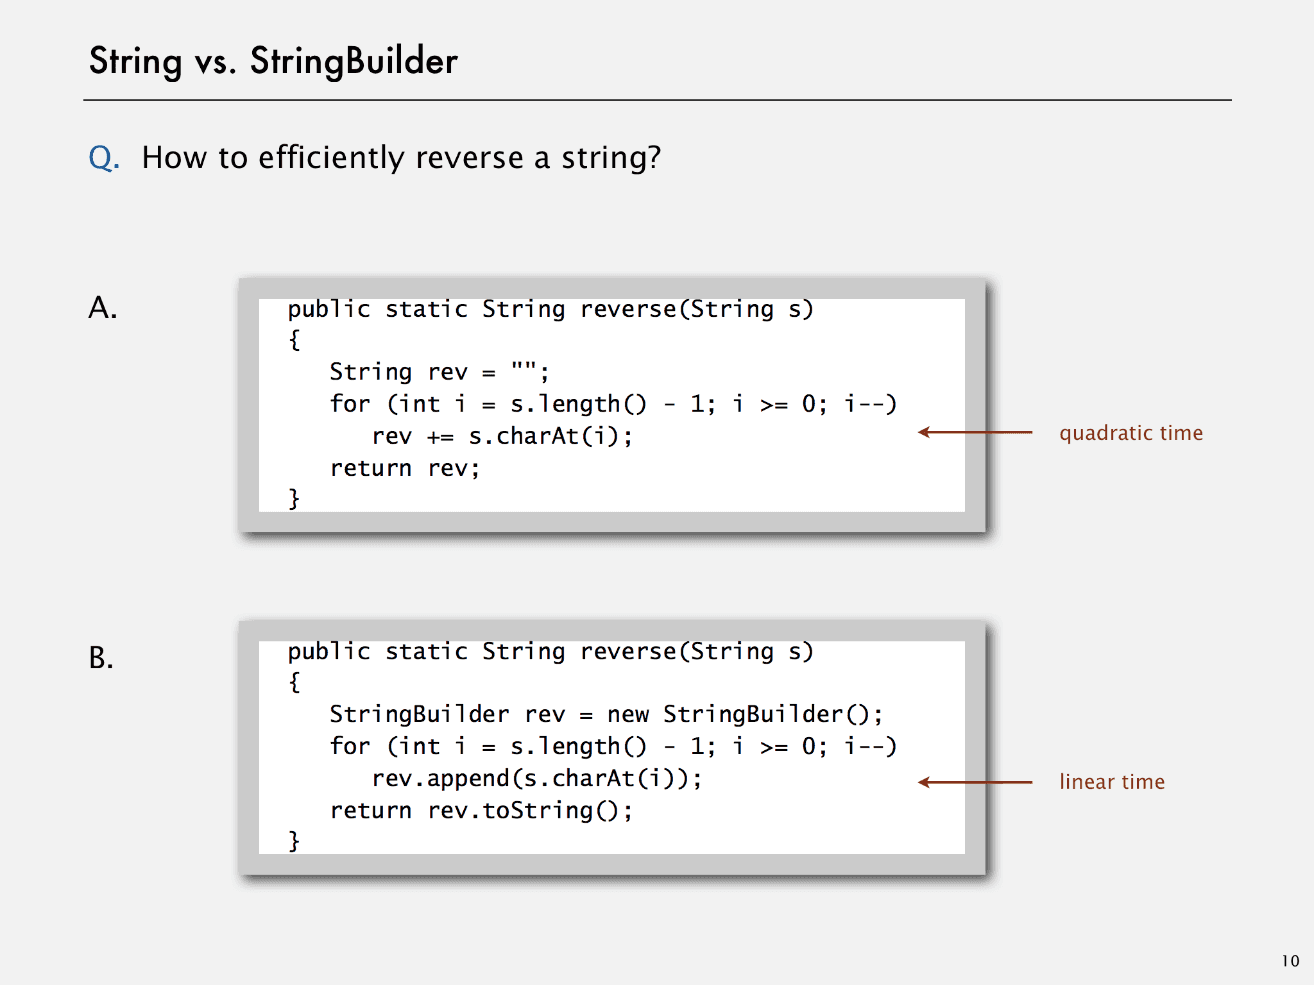 String vs. StringBuilder
Q. How to efficiently reverse a string?
A.
public static String reverse(String s)
{
   String rev = "";
   for (int i = s.length() - 1; i >= 0; i--)
      rev += s.charAt(i);
   return rev;
}
quadratic time
B.
public static String reverse(String s)
{
   StringBuilder rev = new StringBuilder();
   for (int i = s.length() - 1; i >= 0; i--)
      rev.append(s.charAt(i));
   return rev.toString();
}
linear time
10